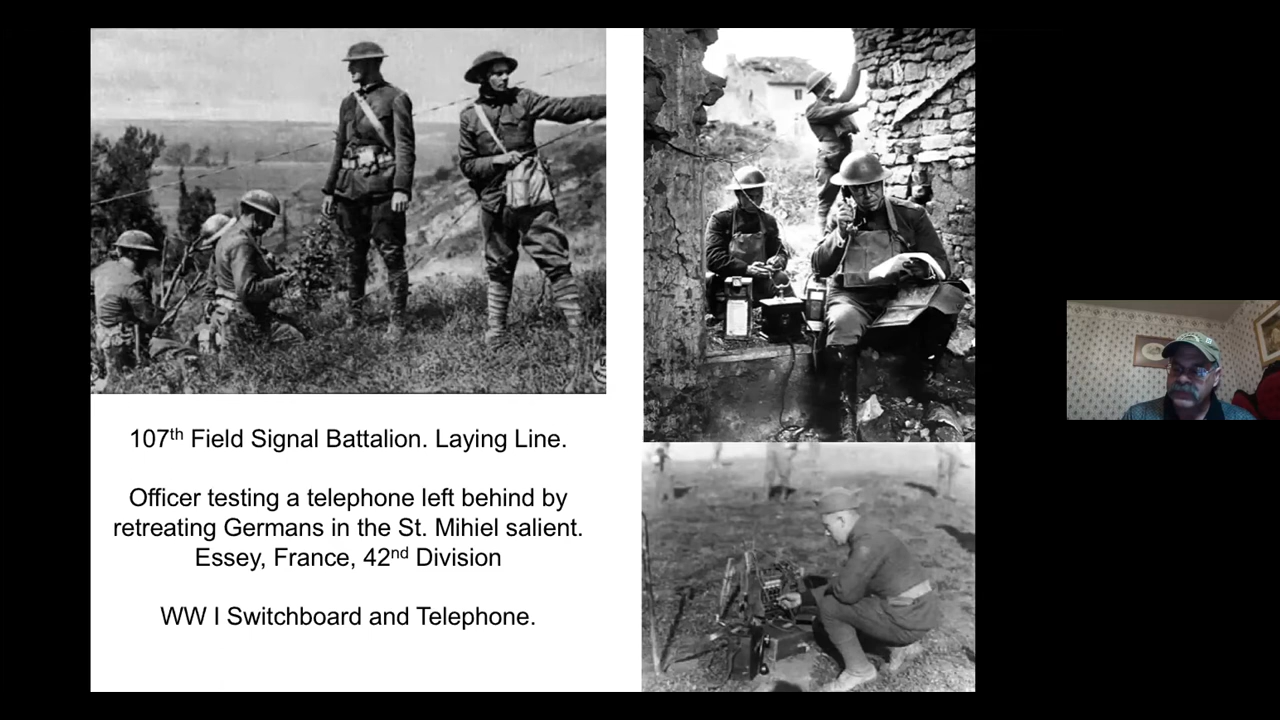 107th Field Signal Battalion. Laying Line.
Officer testing a telephone left behind by
retreating Germans in the St. Mihiel salient.
Essey, France, 42nd Division
WW I Switchboard and Telephone.